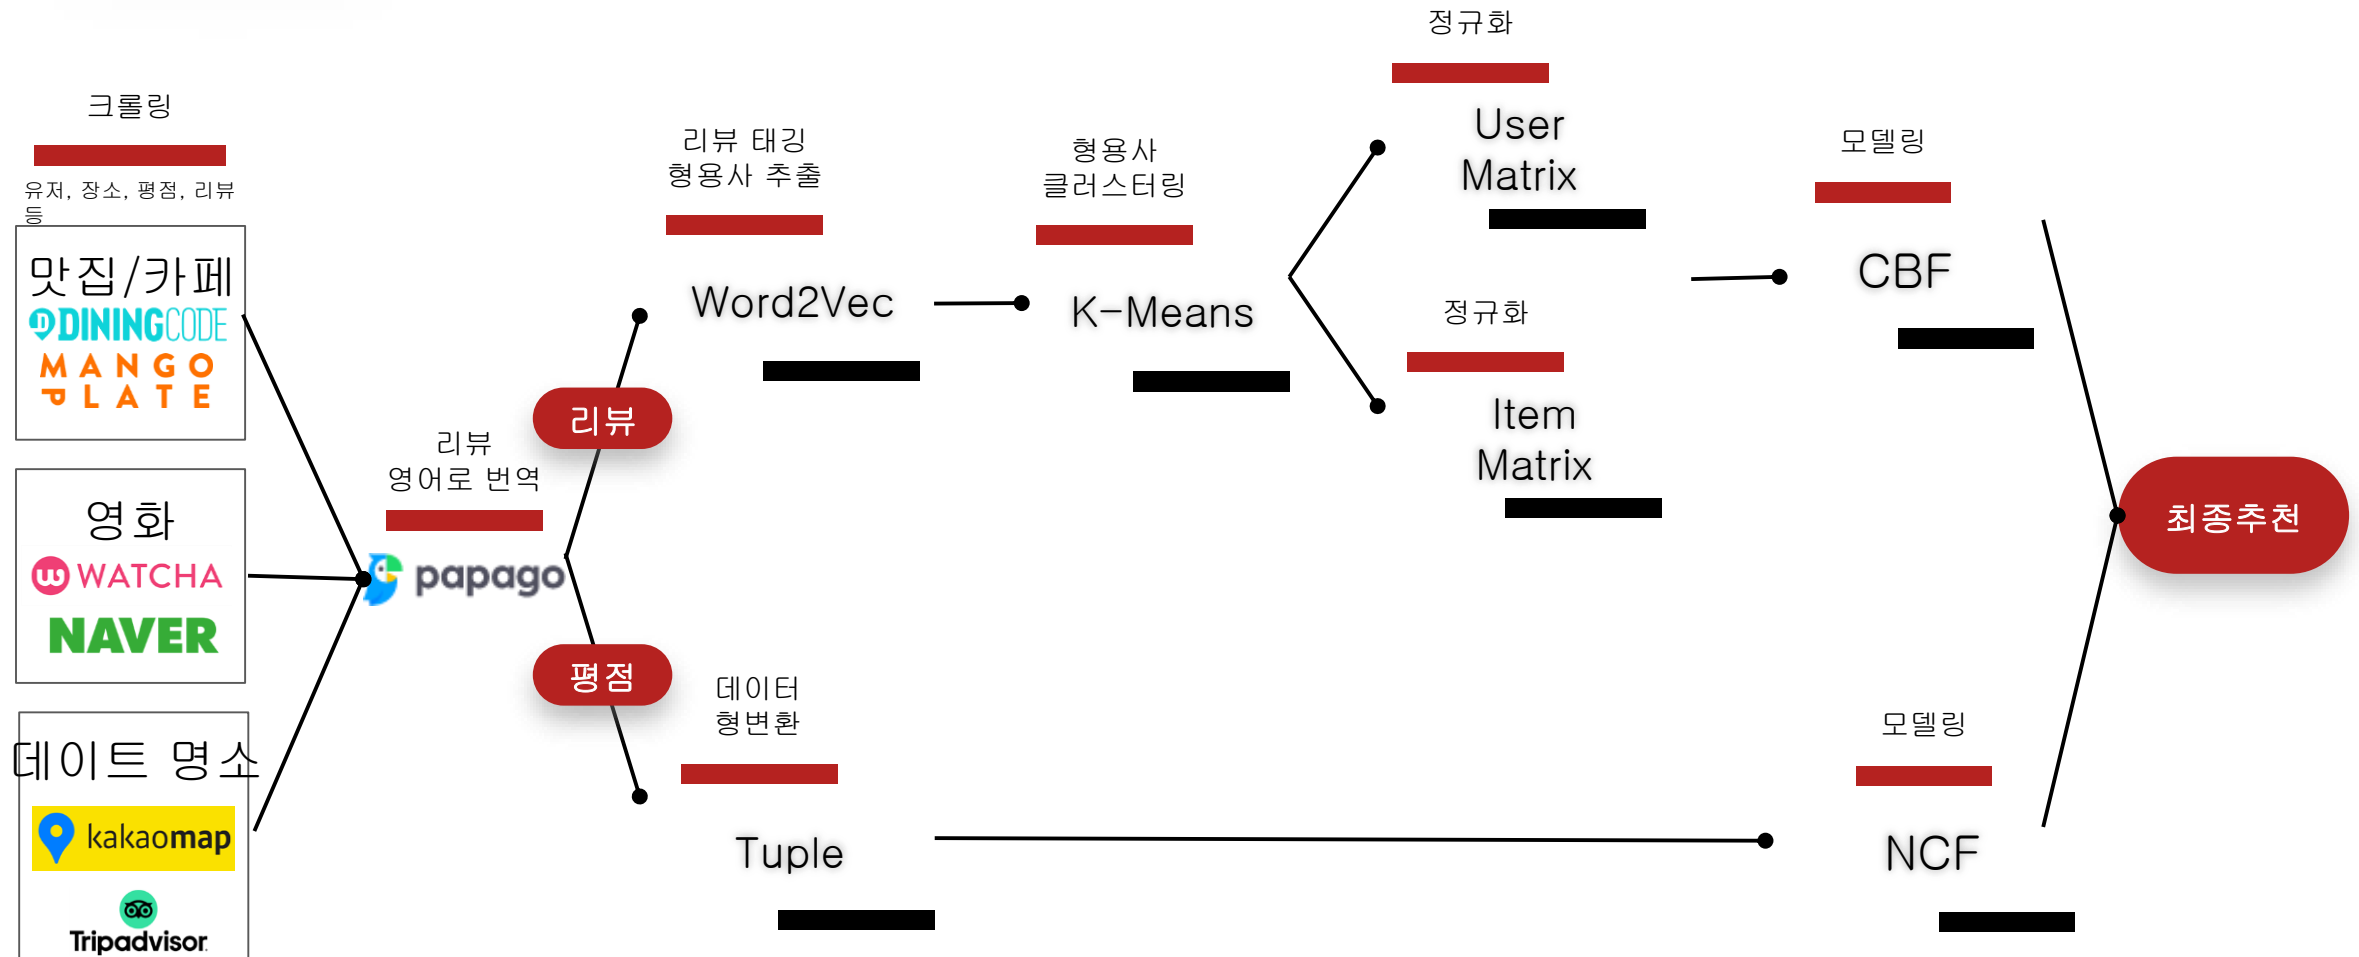 크롤링
유저, 장소, 평점, 리뷰
등
맛집/카페
DININGCODE
MANGO
PLATE
영화
WATCHA
NAVER
데이트 명소
kakaomap
Tripadvisor
리뷰
영어로 번역
papago
리뷰
평점
리뷰 태깅
형용사 추출
Word2Vec
형용사
클러스터링
K-Means
정규화
User
Matrix
정규화
Item
Matrix
모델링
CBF
데이터
형변환
Tuple
모델링
NCF
최종추천